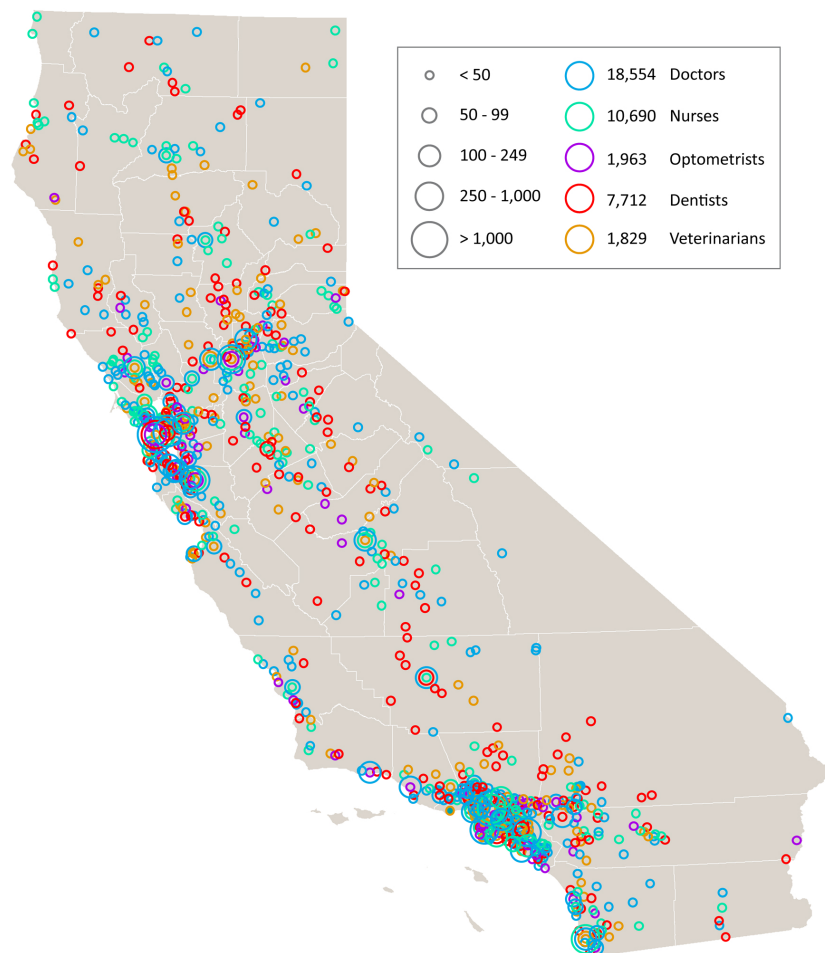 < 50 18,554 Doctors
50 - 99 10,690 Nurses
100 - 249 1,963 Optometrists
250 - 1,000 7,712 Dentists
> 1,000 1,829 Veterinarians